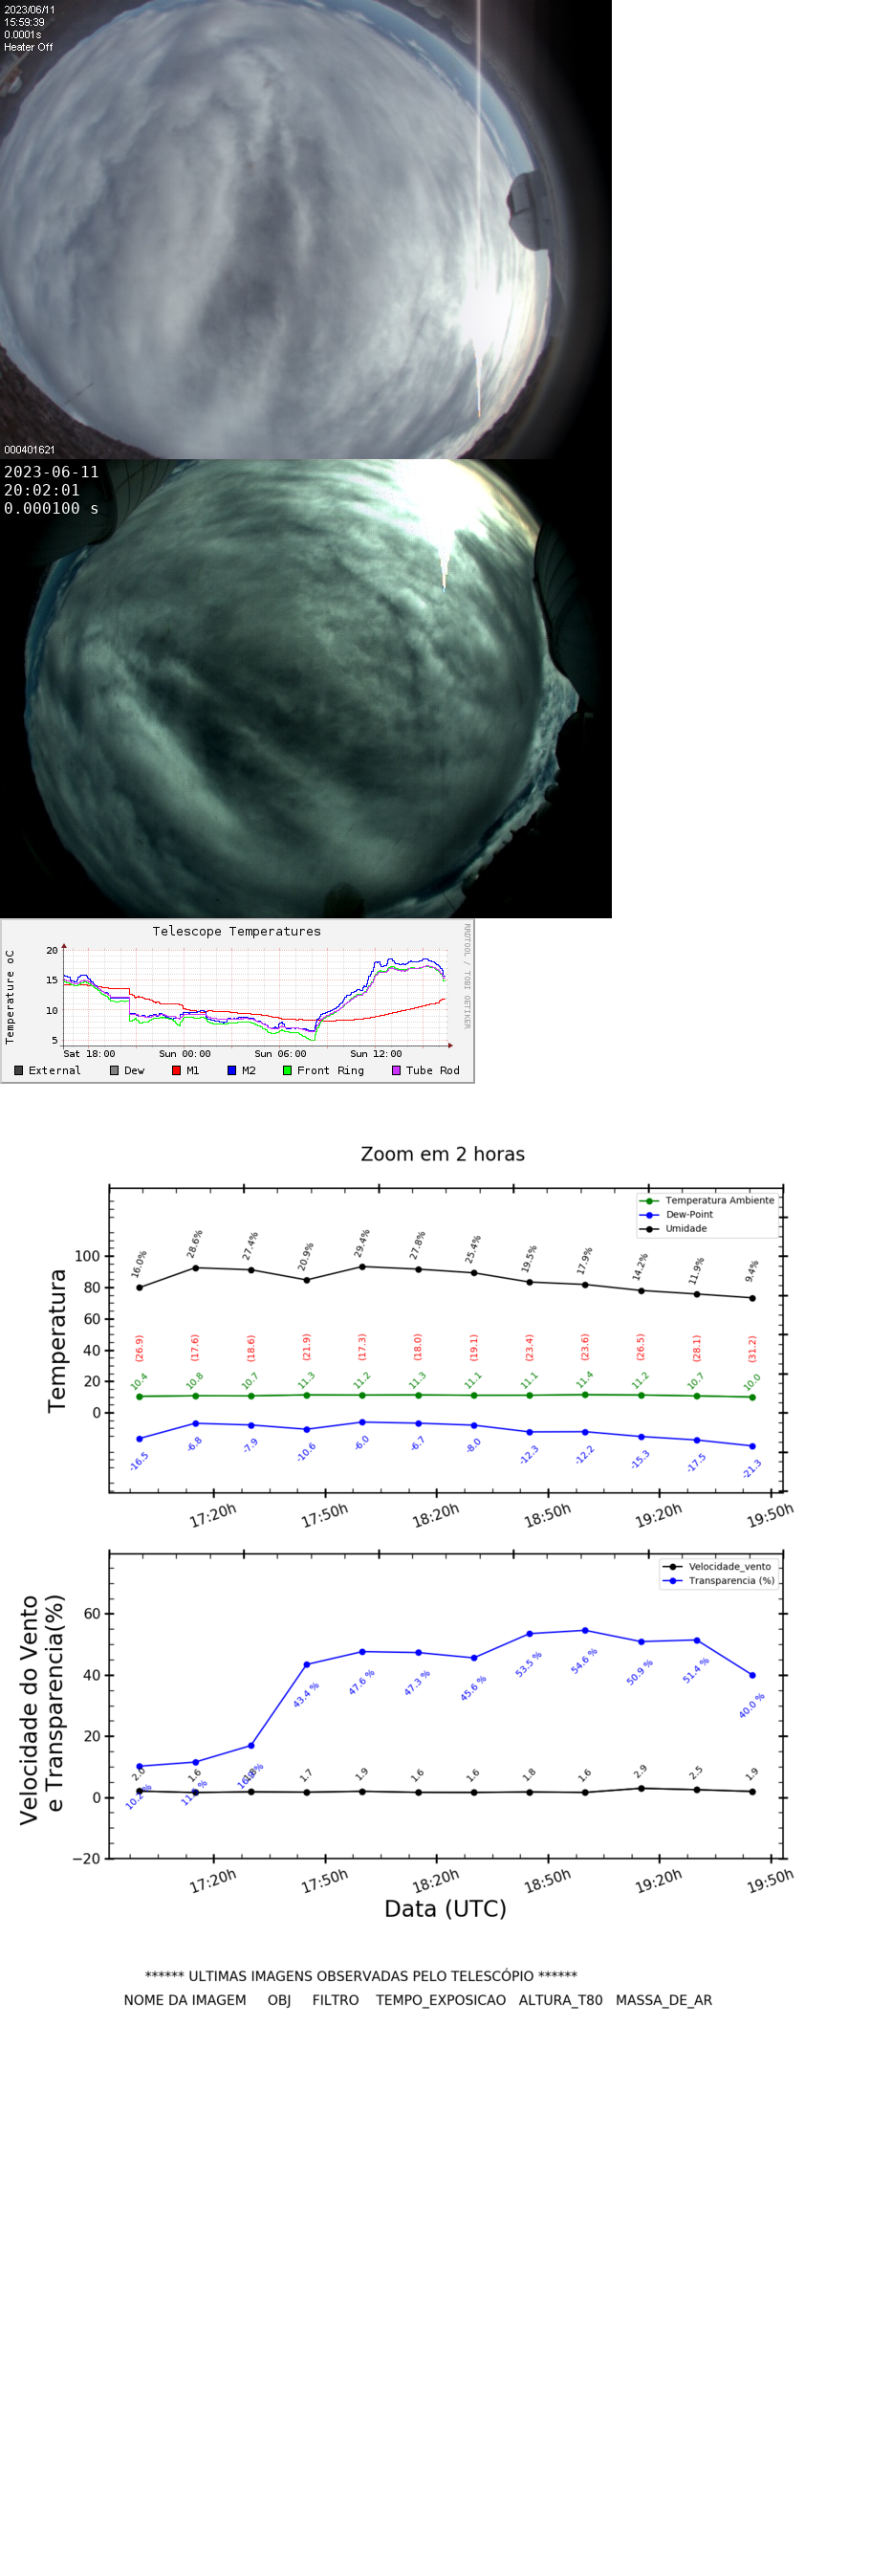 2023/06/11
15:59:39
0.0001s
Heater Off
000401621
2023-06-11
20:02:01
0.000100 s
Telescope Temperatures
Temperature oC
20
15
10
5
Sat 18:00 Sun 00:00 Sun 06:00 Sun 12:00
External Dew M1 M2 Front Ring Tube Rod
RRDTOOL / TOBI OETIKER
Zoom em 2 horas
Temperatura
Temperatura Ambiente
Dew-Point
Umidade
100
80
60
40
20
0
16.0% 28.6% 27.4% 20.9% 29.4% 27.8% 25.4% 19.5% 17.9% 14.2% 11.9% 9.4%
(26.9) (17.6) (18.6) (21.9) (17.3) (18.0) (19.1) (23.4) (23.6) (26.5) (28.1) (31.2)
10.4 10.8 10.7 11.3 11.2 11.3 11.1 11.1 11.4 11.2 10.7 10.0
-16.5 -6.8 -7.9 -10.6 -6.0 -6.7 -8.0 -12.3 -12.2 -15.3 -17.5 -21.3
17:20h 17:50h 18:20h 18:50h 19:20h 19:50h
Velocidade do Vento
e Transparencia(%)
Velocidade_vento
Transparencia (%)
60
40
20
0
−20
43.4 % 47.6 % 47.3 % 45.6 % 53.5 % 54.6 % 50.9 % 51.4 % 40.0 %
2.0 1.6 1.7 1.9 1.6 1.6 1.8 1.6 2.9 2.5 1.9
17:20h 17:50h 18:20h 18:50h 19:20h 19:50h
Data (UTC)
****** ULTIMAS IMAGENS OBSERVADAS PELO TELESCÓPIO ******
NOME DA IMAGEM OBJ FILTRO TEMPO_EXPOSICAO ALTURA_T80 MASSA_DE_AR